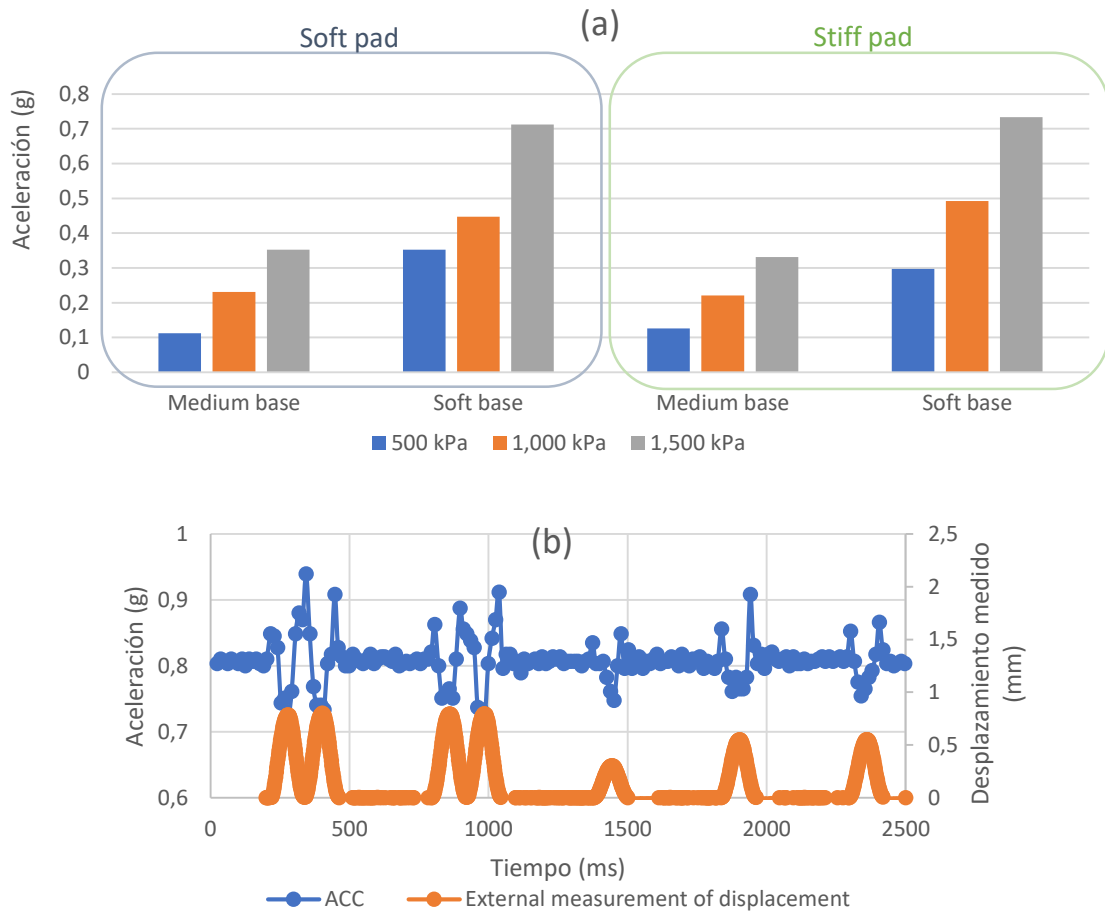 (a)
Soft pad
Stiff pad
Aceleración (g)
0,8
0,7
0,6
0,5
0,4
0,3
0,2
0,1
0
Medium base
Soft base
Medium base
Soft base
500 kPa
1,000 kPa
1,500 kPa
(b)
Aceleración (g)
1
0,9
0,8
0,7
0,6
2,5
2
1,5
1
0,5
0
Desplazamiento medido
(mm)
0
500
1000
1500
2000
2500
Tiempo (ms)
ACC
External measurement of displacement